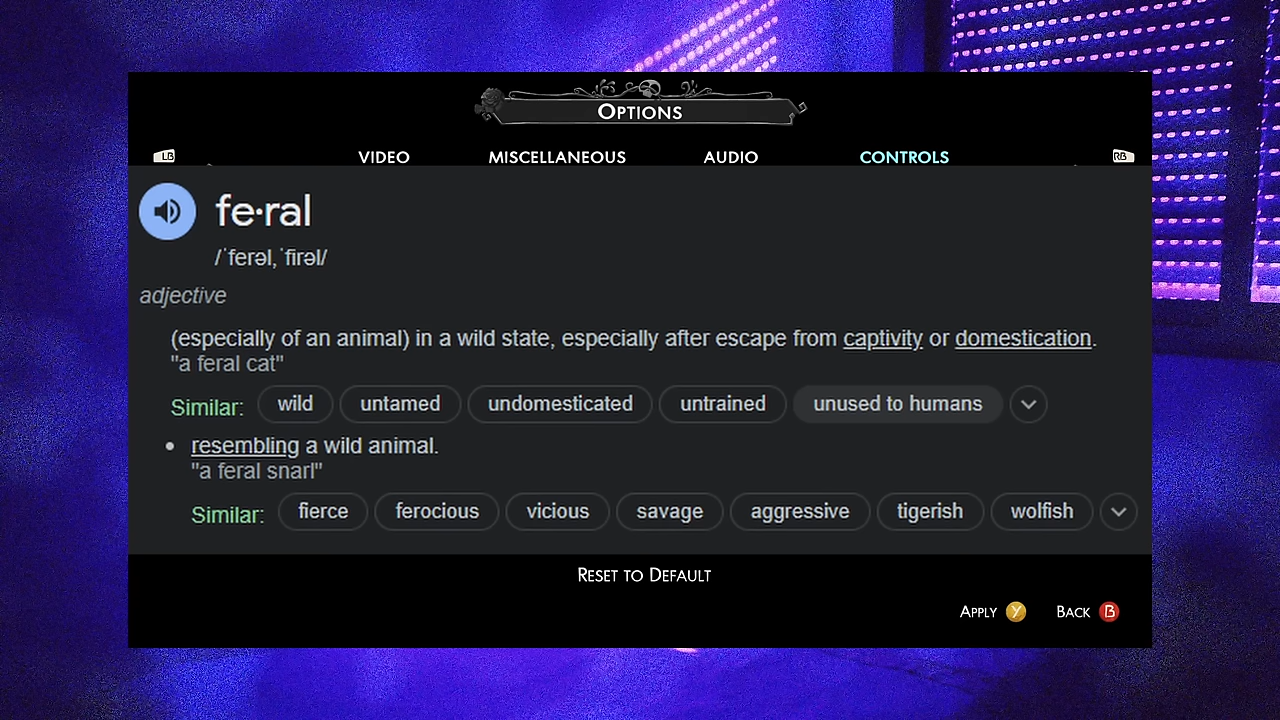 OPTIONS
LB VIDEO MISCELLANEOUS AUDIO CONTROLS RB
fe·ral
/ˈferəl,ˈfirəl/
adjective
(especially of an animal) in a wild state, especially after escape from captivity or domestication.
"a feral cat"
Similar: wild untamed undomesticated untrained unused to humans
• resembling a wild animal.
"a feral snarl"
Similar: fierce ferocious vicious savage aggressive tigerish wolfish
RESET TO DEFAULT
APPLY Y BACK B